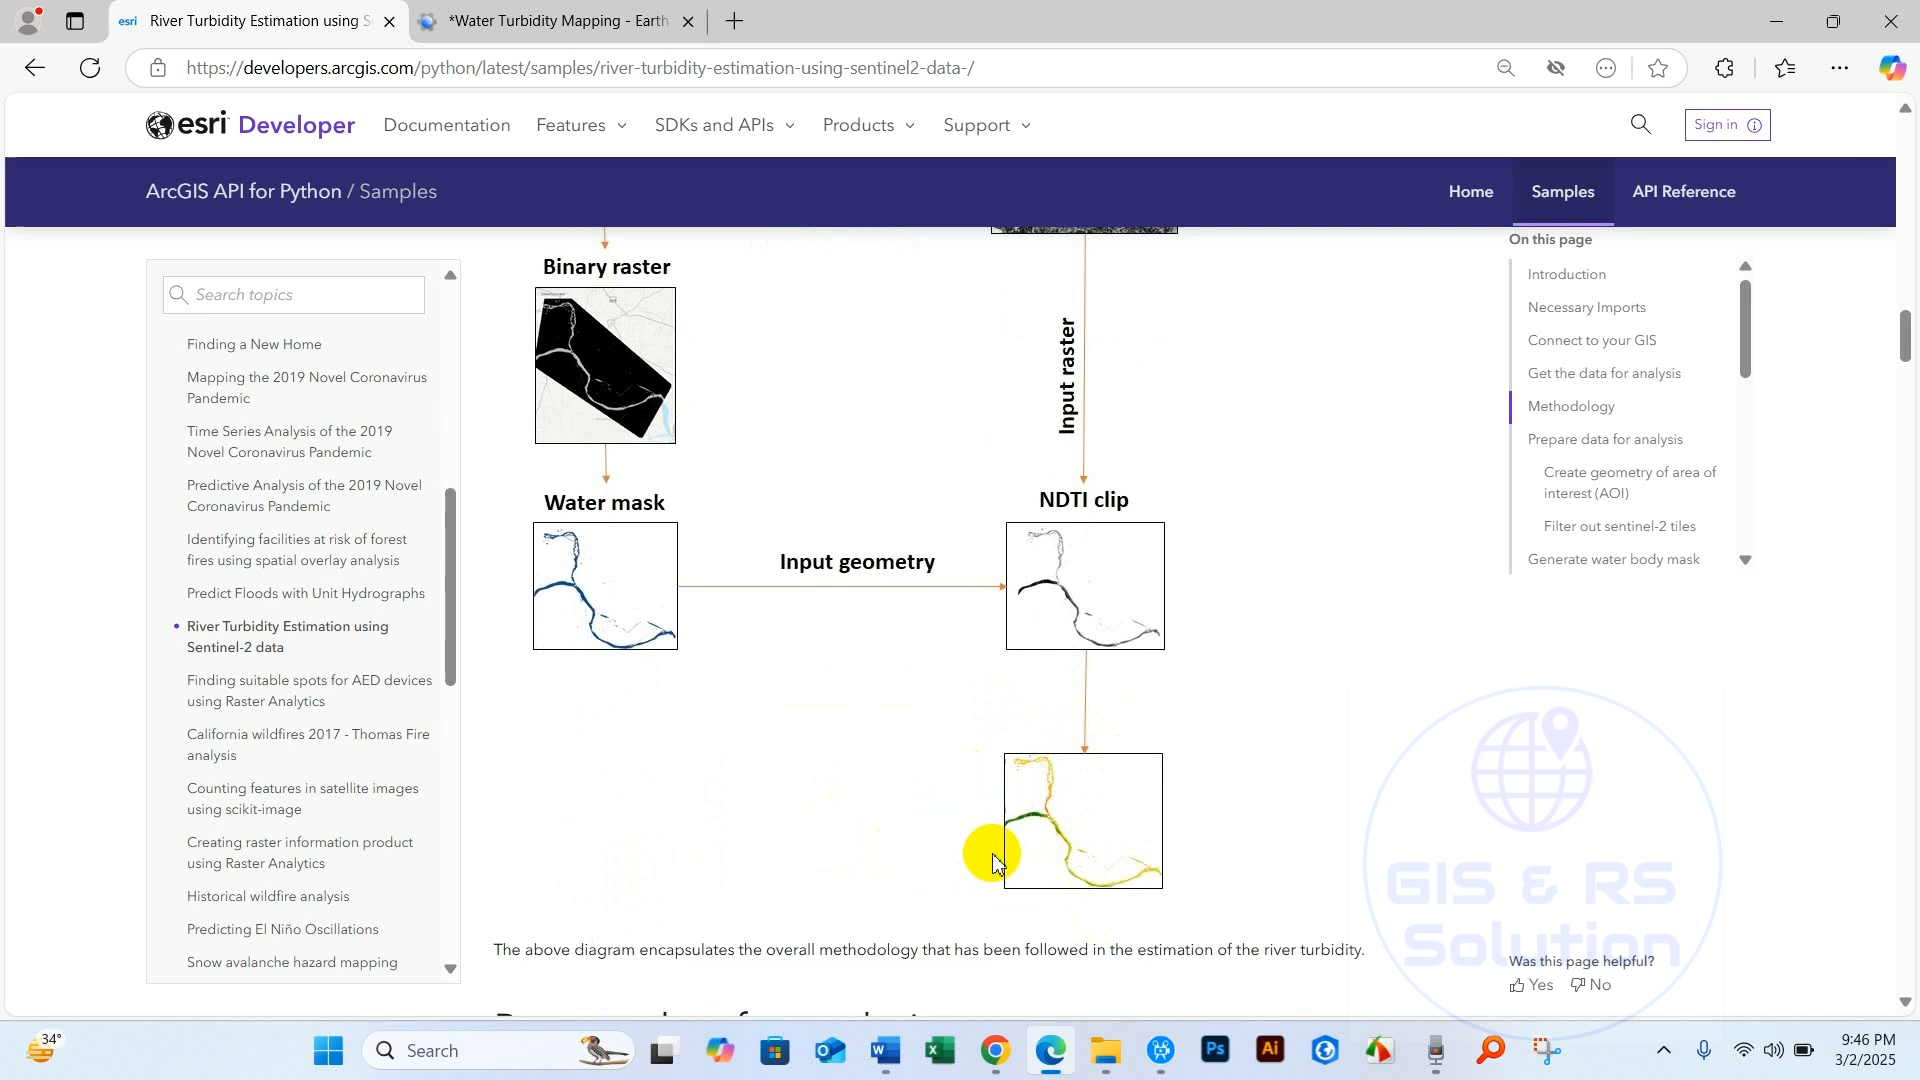 esri River Turbidity Estimation using S
*Water Turbidity Mapping - Earth
https://developers.arcgis.com/python/latest/samples/river-turbidity-estimation-using-sentinel2-data-/
esri Developer Documentation Features SDKs and APIs Products Support Sign in
ArcGIS API for Python / Samples Home Samples API Reference
Search topics
Finding a New Home
Mapping the 2019 Novel Coronavirus
Pandemic
Time Series Analysis of the 2019
Novel Coronavirus Pandemic
Predictive Analysis of the 2019 Novel
Coronavirus Pandemic
Identifying facilities at risk of forest
fires using spatial overlay analysis
Predict Floods with Unit Hydrographs
River Turbidity Estimation using
Sentinel-2 data
Finding suitable spots for AED devices
using Raster Analytics
California wildfires 2017 - Thomas Fire
analysis
Counting features in satellite images
using scikit-image
Creating raster information product
using Raster Analytics
Historical wildfire analysis
Predicting El Niño Oscillations
Snow avalanche hazard mapping
Binary raster
Input raster
Water mask
NDTI clip
Input geometry
The above diagram encapsulates the overall methodology that has been followed in the estimation of the river turbidity.
On this page
Introduction
Necessary Imports
Connect to your GIS
Get the data for analysis
Methodology
Prepare data for analysis
Create geometry of area of
interest (AOI)
Filter out sentinel-2 tiles
Generate water body mask
GIS & RS
Solution
Was this page helpful?
Yes No
34°
Search
Ps
Ai
9:46 PM
3/2/2025